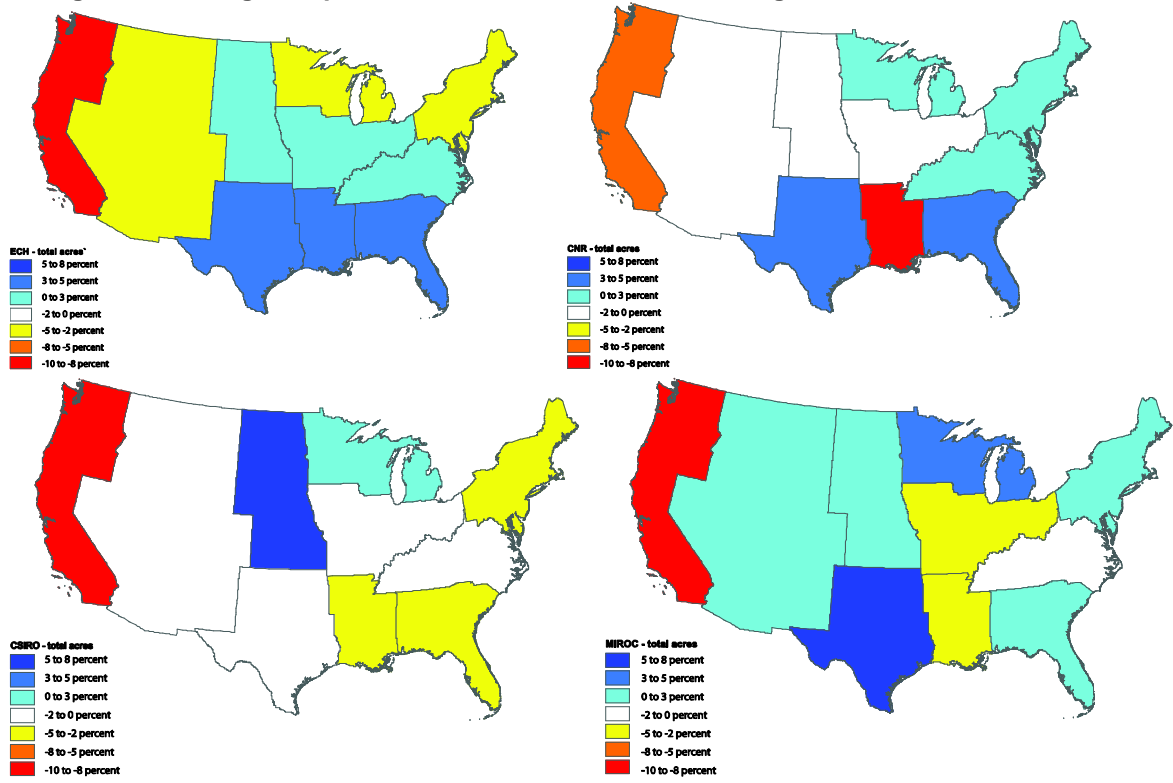 ECH - total acres`
5 to 8 percent
3 to 5 percent
0 to 3 percent
-2 to 0 percent
-5 to -2 percent
-8 to -5 percent
-10 to -8 percent
CNR - total acres
5 to 8 percent
3 to 5 percent
0 to 3 percent
-2 to 0 percent
-5 to -2 percent
-8 to -5 percent
-10 to -8 percent
CSIRO - total acres
5 to 8 percent
3 to 5 percent
0 to 3 percent
-2 to 0 percent
-5 to -2 percent
-8 to -5 percent
-10 to -8 percent
MIROC - total acres
5 to 8 percent
3 to 5 percent
0 to 3 percent
-2 to 0 percent
-5 to -2 percent
-8 to -5 percent
-10 to -8 percent